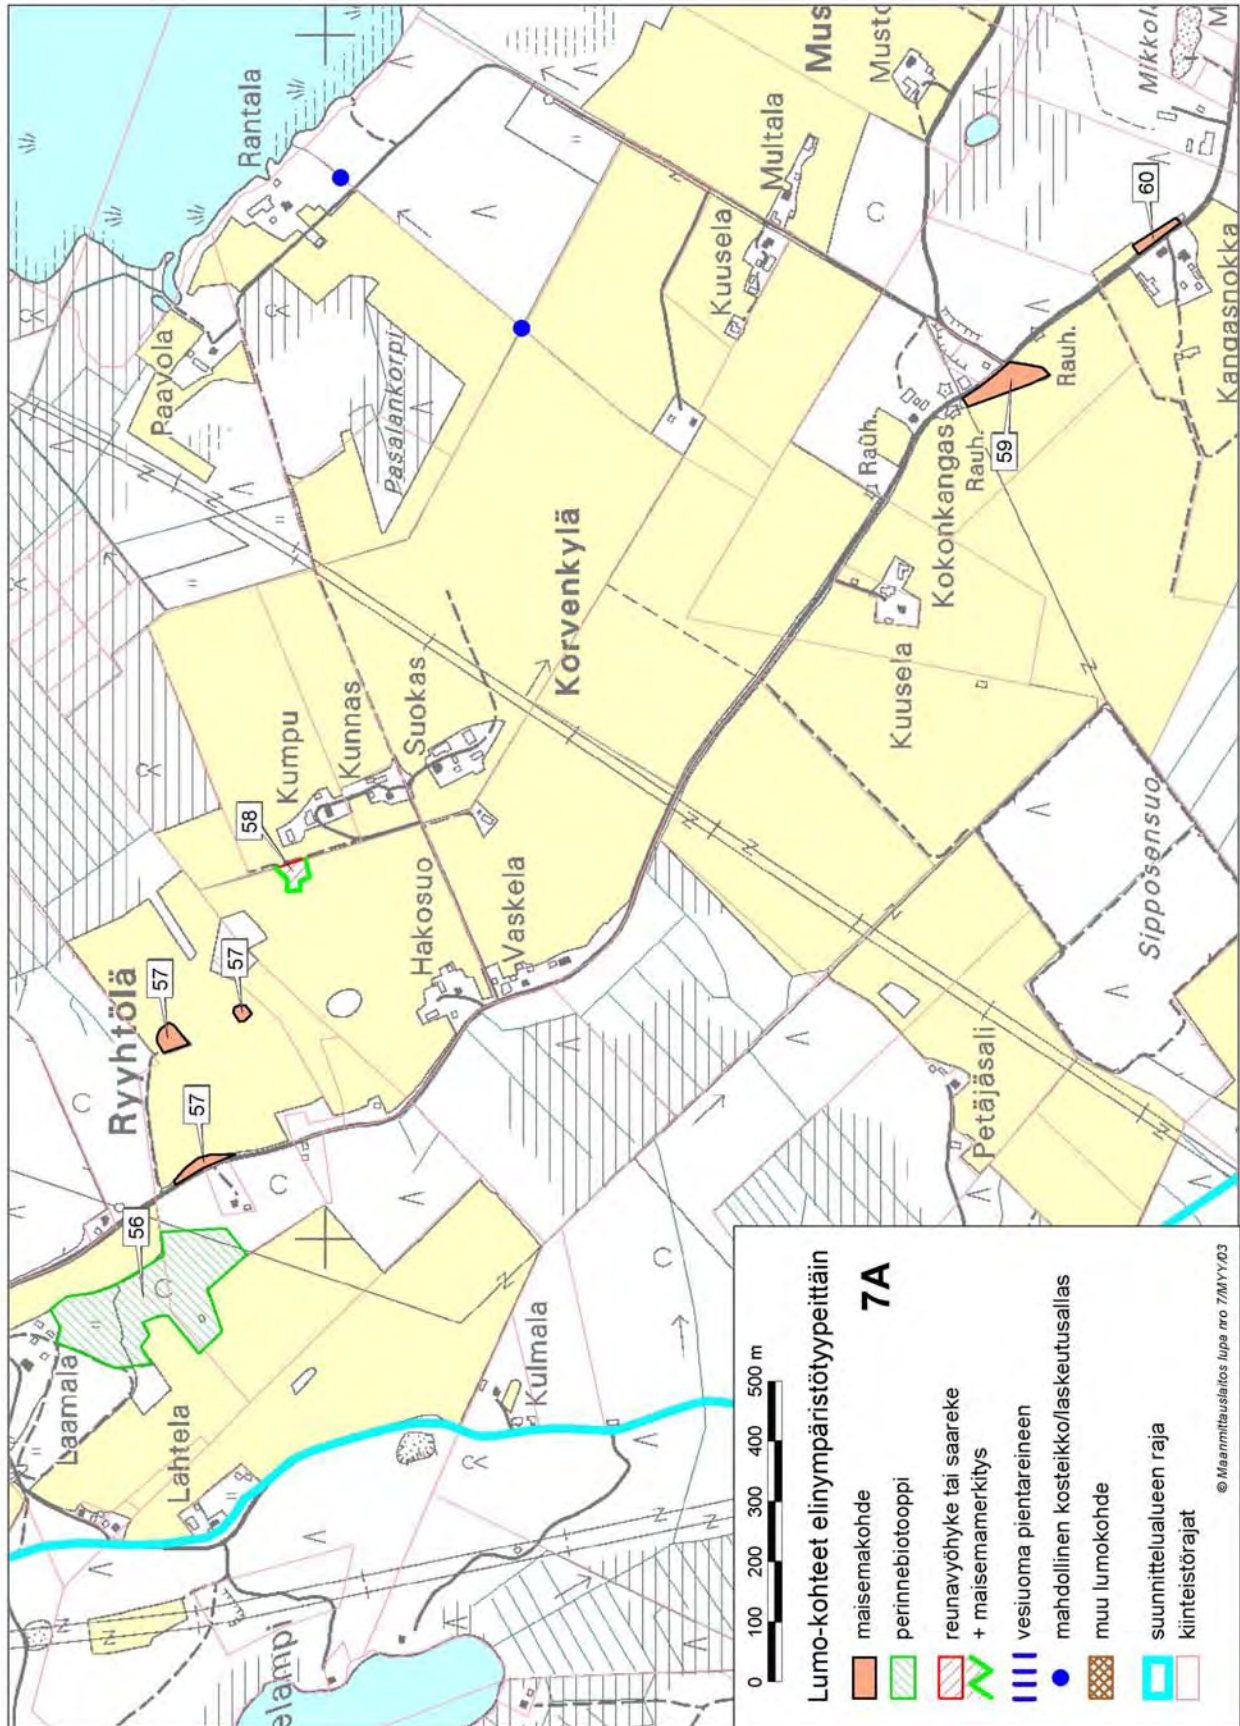 Laamala
Lahtela
elampi
Kulmala
Ryyhtölä
56
57
57
57
58
Kumpu
Kunnas
Suokas
Hakosuo
Vaskela
Petäjäsali
Sipposensuo
Korvenkylä
Raavola
Rantala
Pasalankorpi
Kuusela
Multala
Kuusela
Kokonkangas
Rauh.
Rauh.
Rauh.
59
60
Kangasnokka
Mus
Musto
Mikkola
M
0 100 200 300 400 500 m
Lumo-kohteet elinympäristötyypeittäin
7A
maisemakohde
perinnebiotooppi
reunavyöhyke tai saareke
+ maisemamerkitys
vesiuoma pientareineen
mahdollinen kosteikko/laskeutusallas
muu lumokohde
suunnittelualueen raja
kiinteistörajat
© Maanmittauslaitos lupa nro 7/MYY/03